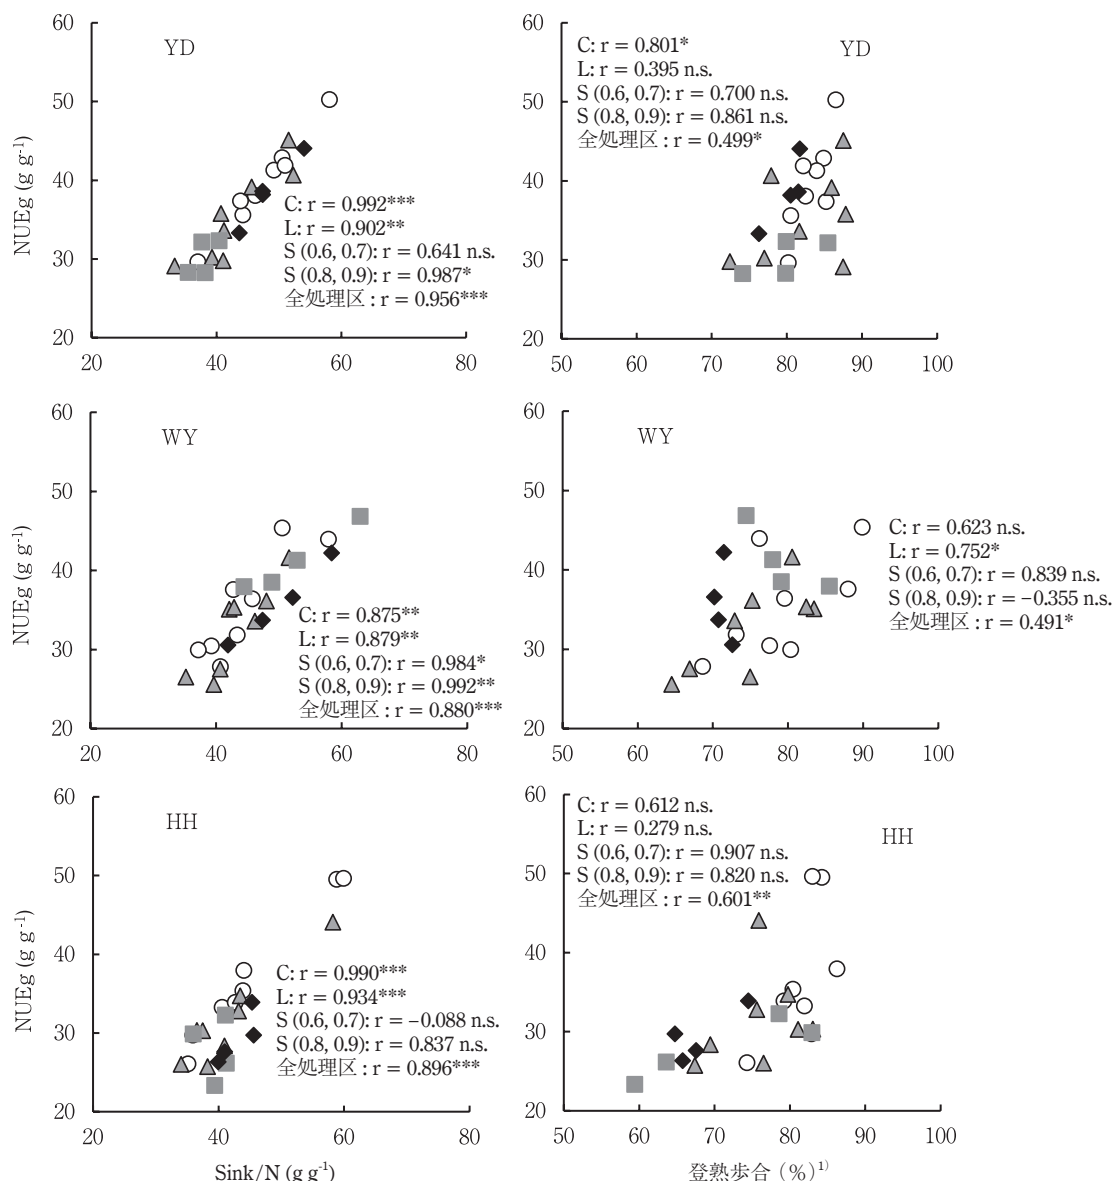 60
50
40
30
20
NUEg (g g-1)
YD
C: r = 0.992***
L: r = 0.902**
S (0.6, 0.7): r = 0.641 n.s.
S (0.8, 0.9): r = 0.987*
全処理区 : r = 0.956***
20 40 60 80
60
50
40
30
20
C: r = 0.801*
L: r = 0.395 n.s.
S (0.6, 0.7): r = 0.700 n.s.
S (0.8, 0.9): r = 0.861 n.s.
全処理区 : r = 0.499*
YD
50 60 70 80 90 100
60
50
40
30
20
NUEg (g g-1)
WY
C: r = 0.875**
L: r = 0.879**
S (0.6, 0.7): r = 0.984*
S (0.8, 0.9): r = 0.992**
全処理区 : r = 0.880***
20 40 60 80
60
50
40
30
20
WY
C: r = 0.623 n.s.
L: r = 0.752*
S (0.6, 0.7): r = 0.839 n.s.
S (0.8, 0.9): r = −0.355 n.s.
全処理区 : r = 0.491*
50 60 70 80 90 100
60
50
40
30
20
NUEg (g g-1)
HH
C: r = 0.990***
L: r = 0.934***
S (0.6, 0.7): r = −0.088 n.s.
S (0.8, 0.9): r = 0.837 n.s.
全処理区 : r = 0.896***
20 40 60 80
Sink/N (g g-1)
60
50
40
30
20
C: r = 0.612 n.s.
L: r = 0.279 n.s.
S (0.6, 0.7): r = 0.907 n.s.
S (0.8, 0.9): r = 0.820 n.s.
全処理区 : r = 0.601**
HH
50 60 70 80 90 100
登熟歩合 (%)1)